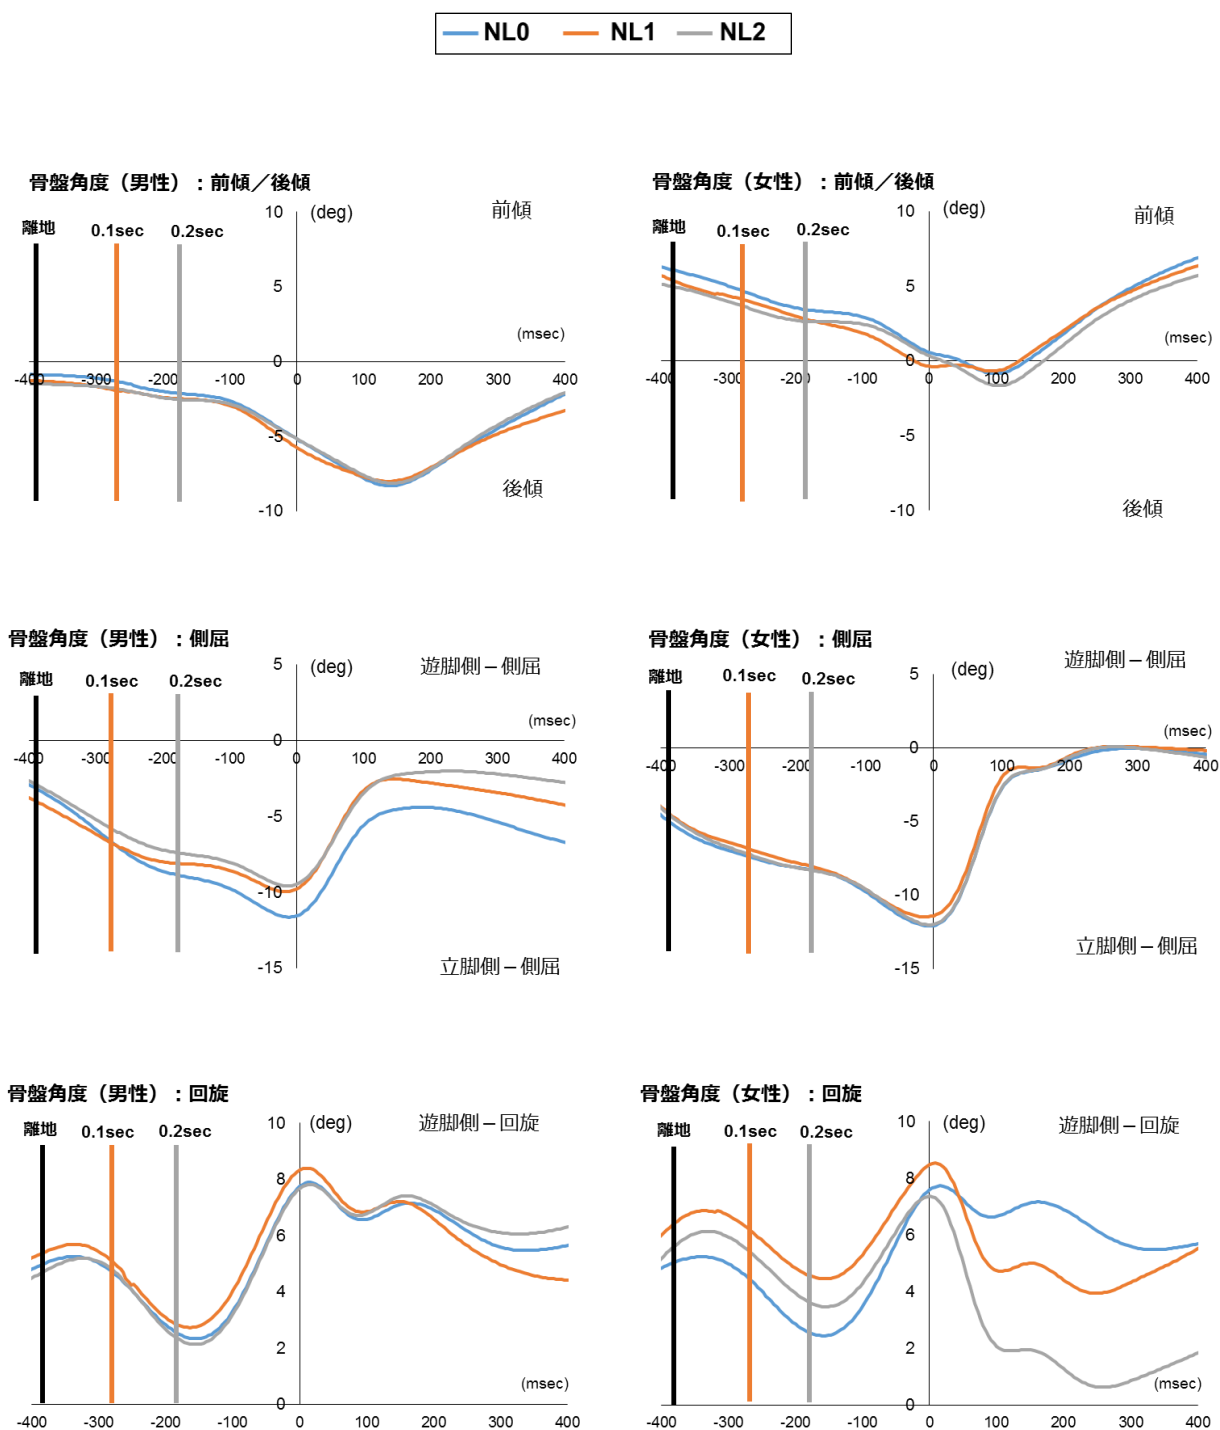 NL0 NL1 NL2
骨盤角度（男性）：前傾／後傾
離地 0.1sec 0.2sec
10 (deg) 前傾
5
(msec)
0
-400 -300 -200 -100 0 100 200 300 400
-5
後傾
-10
骨盤角度（女性）：前傾／後傾
離地 0.1sec 0.2sec
10 (deg) 前傾
5
(msec)
0
-400 -300 -200 -100 0 100 200 300 400
-5
-10
後傾
骨盤角度（男性）：側屈
離地 0.1sec 0.2sec
5 (deg) 遊脚側 – 側屈
(msec)
0
-400 -300 -200 -100 0 100 200 300 400
-5
-10
-15
立脚側 – 側屈
骨盤角度（女性）：側屈
離地 0.1sec 0.2sec
5 (deg) 遊脚側 – 側屈
(msec)
0
-400 -300 -200 -100 0 100 200 300 400
-5
-10
立脚側 – 側屈
-15
骨盤角度（男性）：回旋
離地 0.1sec 0.2sec
10 (deg) 遊脚側 – 回旋
8
6
4
2
(msec)
0
-400 -300 -200 -100 0 100 200 300 400
骨盤角度（女性）：回旋
離地 0.1sec 0.2sec
10 (deg) 遊脚側 – 回旋
8
6
4
2
(msec)
0
-400 -300 -200 -100 0 100 200 300 400